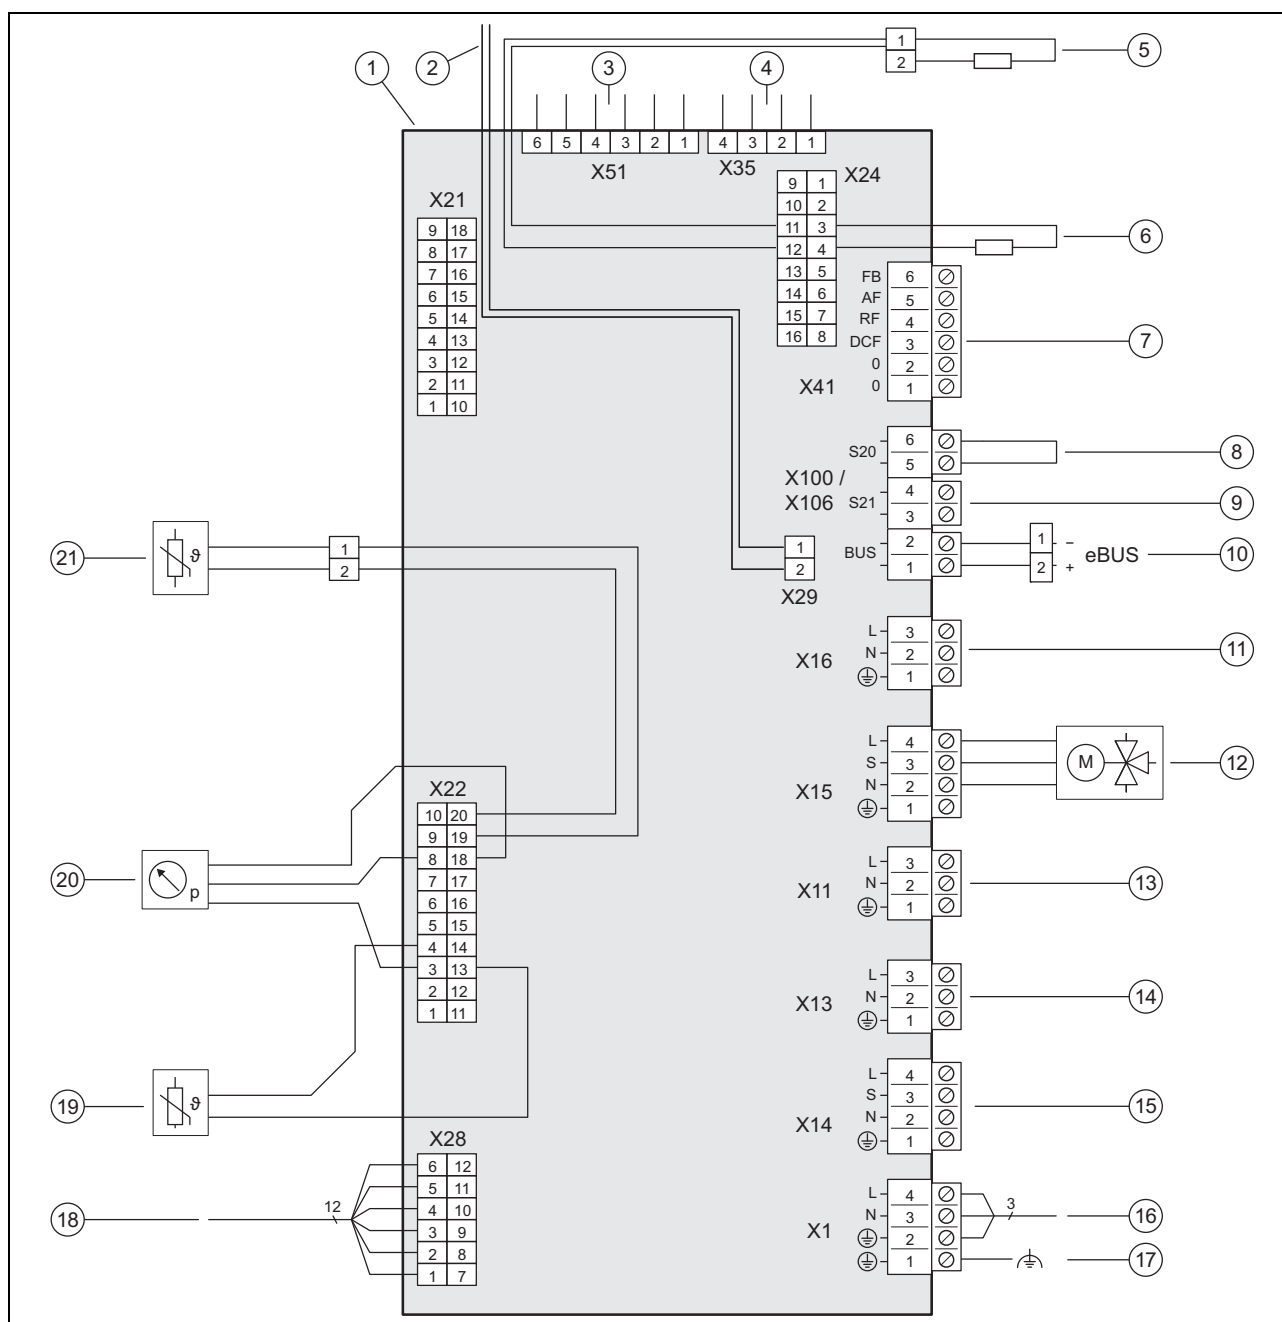 1
2
3
4
1
2
5
6 5 4 3 2 1
X51
4 3 2 1
X35
X24
9 1
10 2
11 3
12 4
13 5
14 6
15 7
16 8
6
X21
9 18
8 17
7 16
6 15
5 14
4 13
3 12
2 11
1 10
FB 6
AF 5
RF 4
DCF 3
0 2
0 1
X41
7
S20
6
5
8
X100 /
X106
S21
4
3
9
BUS
2
1
1 −
2 +
eBUS
10
1
2
X29
21
ϑ
1
2
X16
L 3
N 2
1
11
X15
L 4
S 3
N 2
1
M
12
X22
10 20
9 19
8 18
7 17
6 16
5 15
4 14
3 13
2 12
1 11
20
p
X11
L 3
N 2
1
13
X13
L 3
N 2
1
14
19
ϑ
X14
L 4
S 3
N 2
1
15
X28
6 12
5 11
4 10
3 9
2 8
1 7
18
12
X1
L 4
N 3
2
1
3
16
17